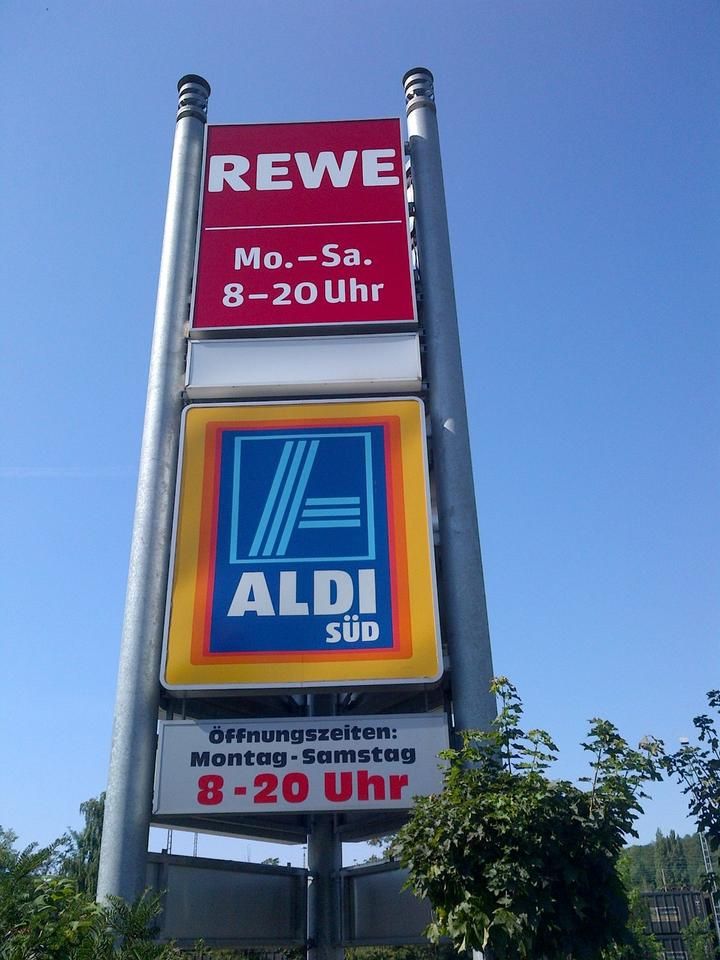 REWE
Mo.–Sa.
8–20 Uhr
ALDI
SÜD
Öffnungszeiten:
Montag-Samstag
8-20 Uhr